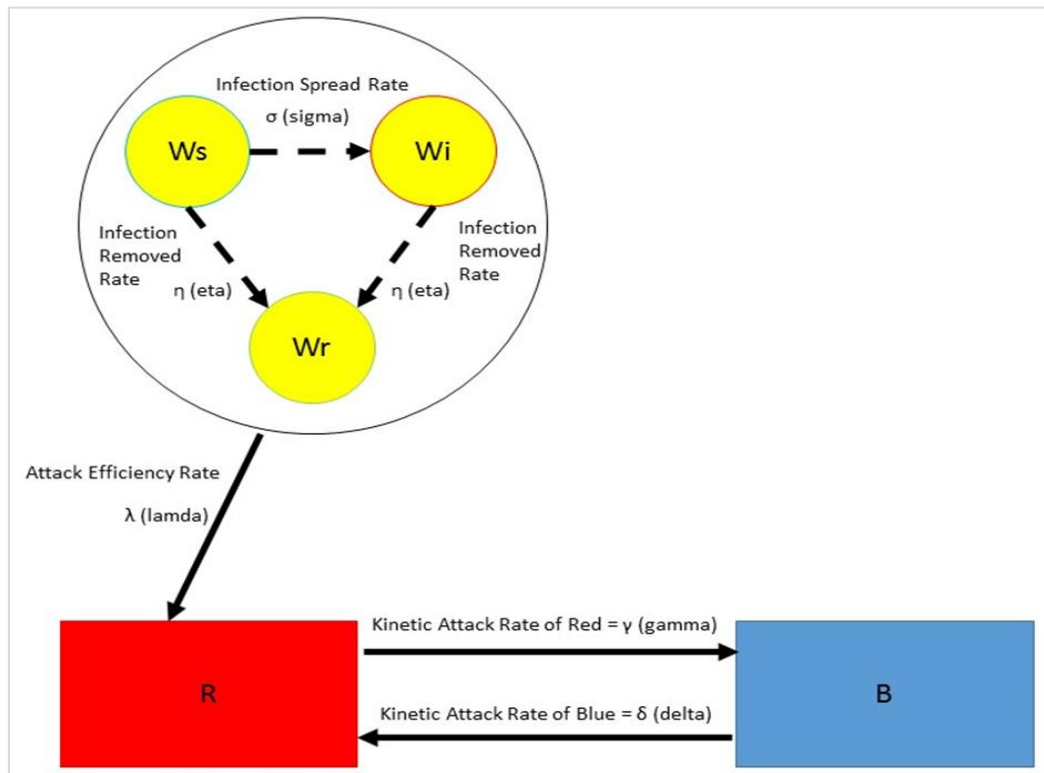 Infection Spread Rate
σ (sigma)
Ws
Wi
Infection
Removed
Rate
η (eta)
Infection
Removed
Rate
η (eta)
Wr
Attack Efficiency Rate
λ (lamda)
Kinetic Attack Rate of Red = γ (gamma)
R
B
Kinetic Attack Rate of Blue = δ (delta)